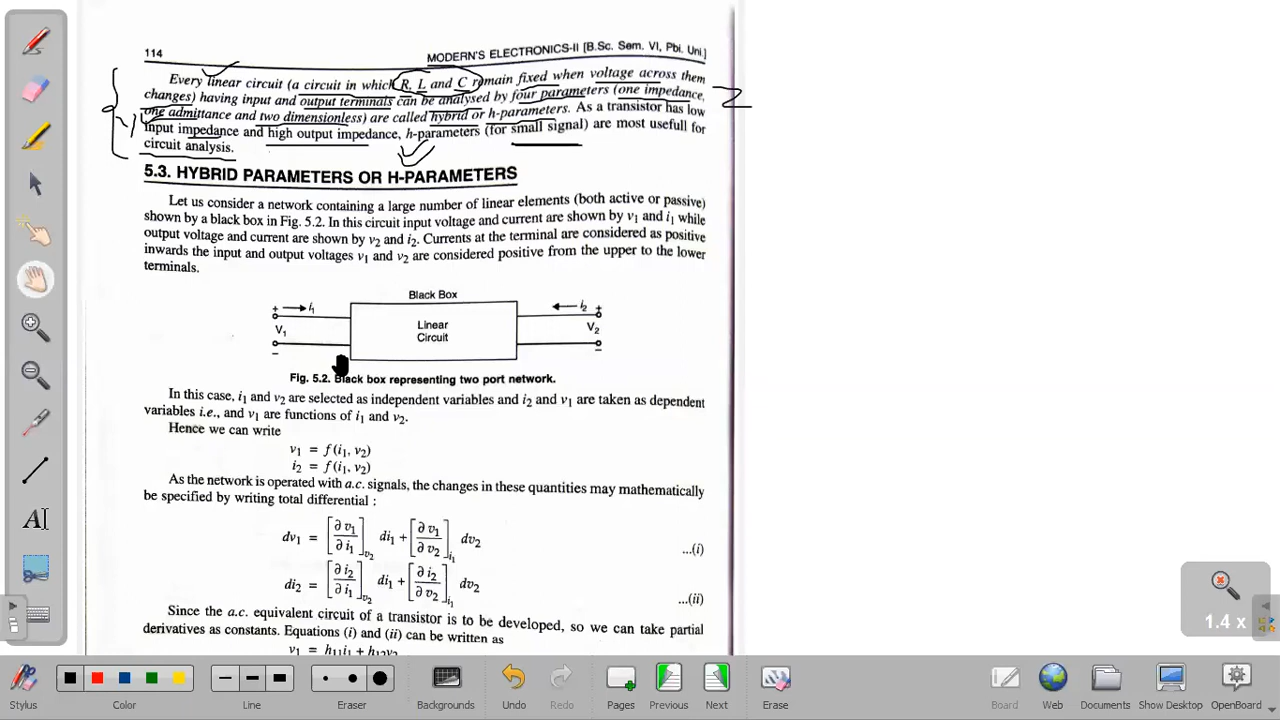 114
MODERN'S ELECTRONICS-II [B.Sc. Sem. VI, Pbi. Uni.]
Every linear circuit (a circuit in which R, L and C remain fixed when voltage across them
changes) having input and output terminals can be analysed by four parameters (one impedance,
one admittance and two dimensionless) are called hybrid or h-parameters. As a transistor has low
input impedance and high output impedance, h-parameters (for small signal) are most usefull for
circuit analysis.
5.3. HYBRID PARAMETERS OR H-PARAMETERS
Let us consider a network containing a large number of linear elements (both active or passive)
shown by a black box in Fig. 5.2. In this circuit input voltage and current are shown by v₁ and i₁ while
output voltage and current are shown by v₂ and i₂. Currents at the terminal are considered as positive
inwards the input and output voltages v₁ and v₂ are considered positive from the upper to the lower
terminals.
Black Box
+ i₁
i₂ +
V₁
Linear
Circuit
V₂
Fig. 5.2. Black box representing two port network.
In this case, i₁ and v₂ are selected as independent variables and i₂ and v₁ are taken as dependent
variables i.e., and v₁ are functions of i₁ and v₂.
Hence we can write
v₁ = f(i₁, v₂)
i₂ = f(i₁, v₂)
As the network is operated with a.c. signals, the changes in these quantities may mathematically
be specified by writing total differential :
dv₁ = [∂v₁/∂i₁]v₂ di₁ + [∂v₁/∂v₂]i₁ dv₂ ...(i)
di₂ = [∂i₂/∂i₁]v₂ di₁ + [∂i₂/∂v₂]i₁ dv₂ ...(ii)
Since the a.c. equivalent circuit of a transistor is to be developed, so we can take partial
derivatives as constants. Equations (i) and (ii) can be written as
v₁ = h₁₁i₁ + h₁₂v₂
1.4 x
Stylus
Color
Line
Eraser
Backgrounds
Undo
Redo
Pages
Previous
Next
Erase
Board
Web
Documents
Show Desktop
OpenBoard